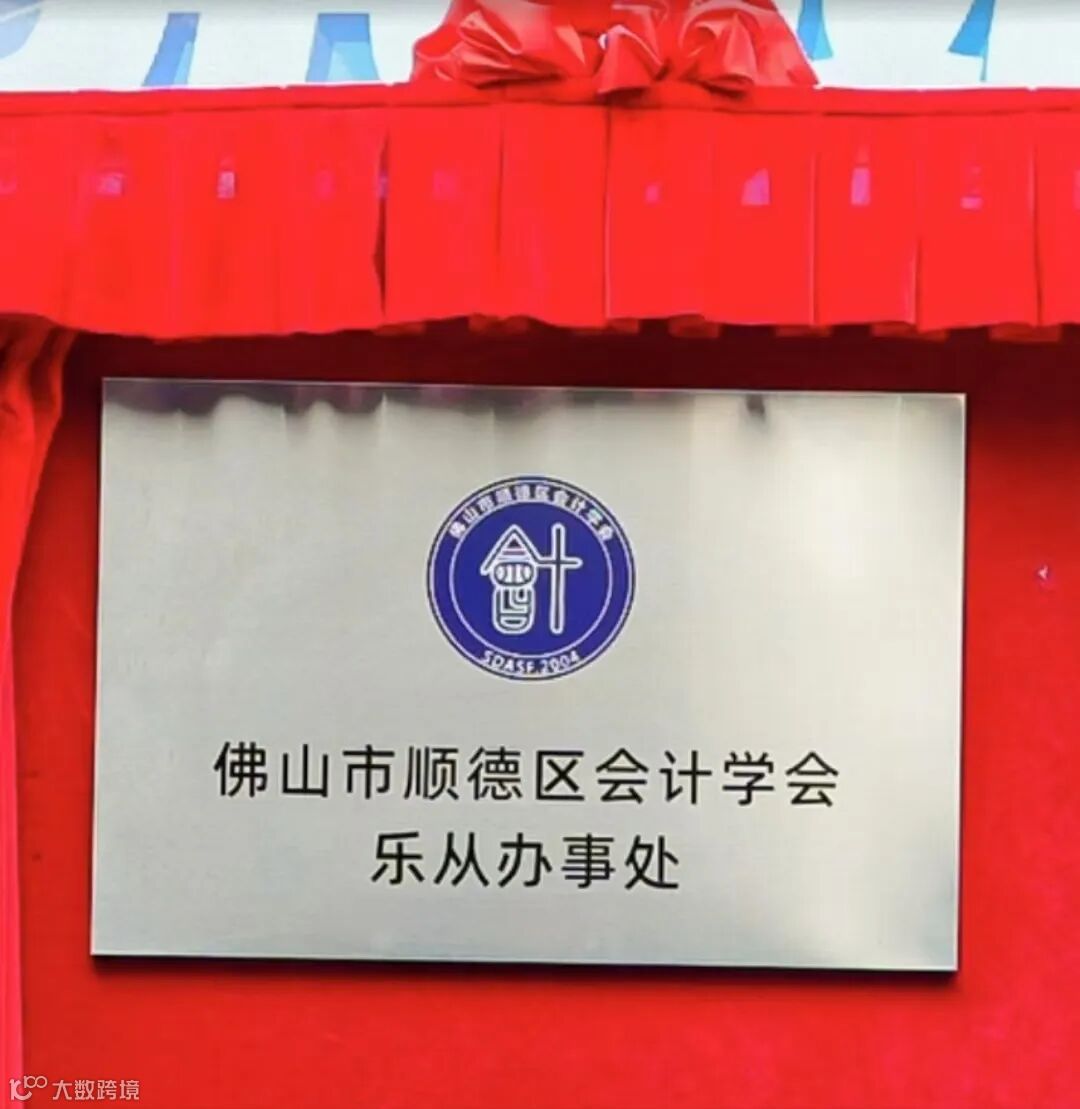 佛山市顺德区会计学会
SDASF.2004
佛山市顺德区会计学会
乐从办事处
大数跨境